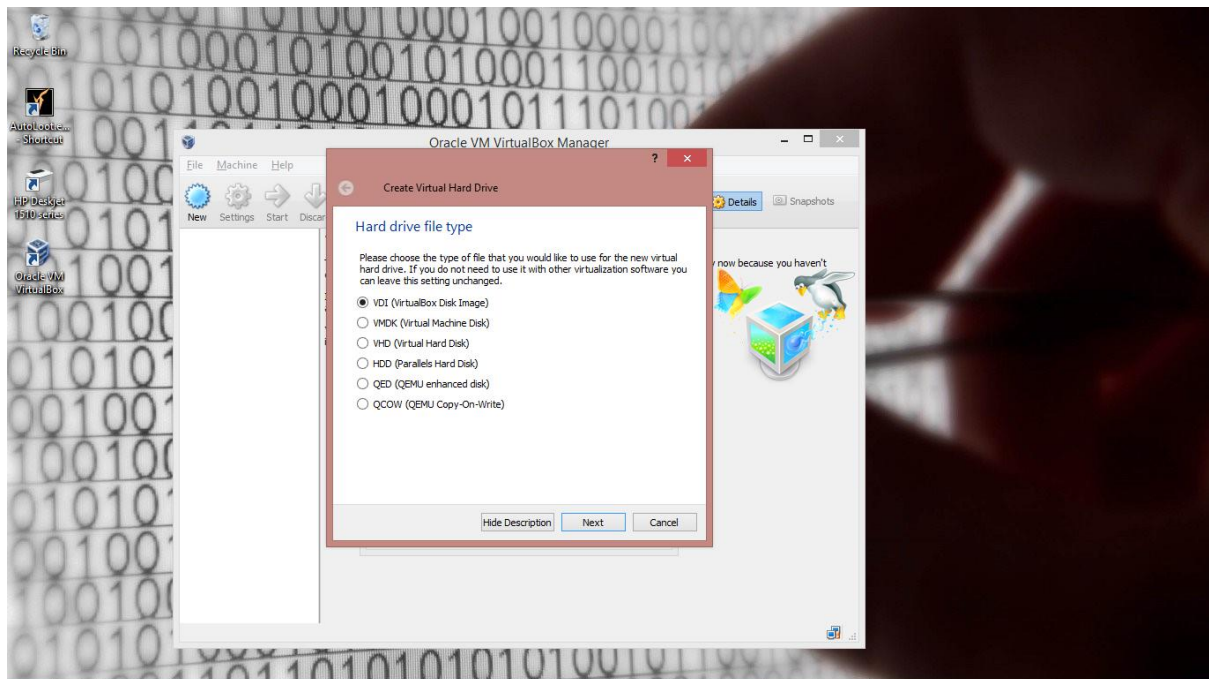 Recycle Bin
AutoLootie...
- Shortcut
HP Deskjet
1510 series
Oracle VM
VirtualBox
Oracle VM VirtualBox Manager
File Machine Help
New Settings Start Discar
Details Snapshots
now because you haven't
?
Create Virtual Hard Drive
Hard drive file type
Please choose the type of file that you would like to use for the new virtual
hard drive. If you do not need to use it with other virtualization software you
can leave this setting unchanged.
VDI (VirtualBox Disk Image)
VMDK (Virtual Machine Disk)
VHD (Virtual Hard Disk)
HDD (Parallels Hard Disk)
QED (QEMU enhanced disk)
QCOW (QEMU Copy-On-Write)
Hide Description Next Cancel